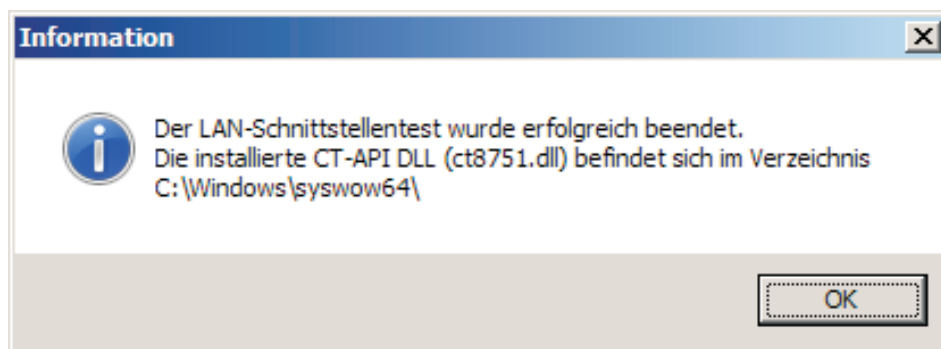 Information
Der LAN-Schnittstellentest wurde erfolgreich beendet.
Die installierte CT-API DLL (ct8751.dll) befindet sich im Verzeichnis
C:\Windows\syswow64\
OK